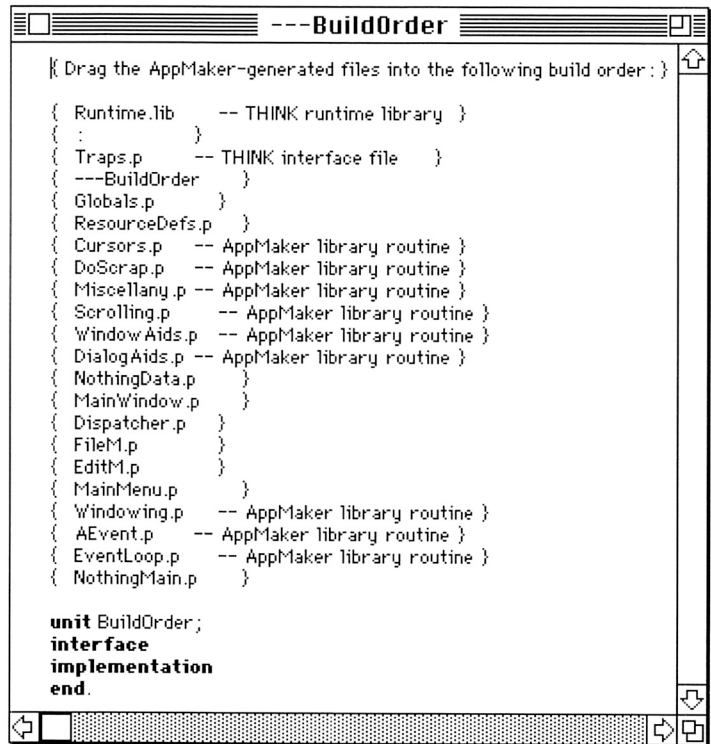 ---BuildOrder
{ Drag the AppMaker-generated files into the following build order: }
{ Runtime.lib -- THINK runtime library }
{ : }
{ Traps.p -- THINK interface file }
{ ---BuildOrder }
{ Globals.p }
{ ResourceDefs.p }
{ Cursors.p -- AppMaker library routine }
{ DoScrap.p -- AppMaker library routine }
{ Miscellany.p -- AppMaker library routine }
{ Scrolling.p -- AppMaker library routine }
{ WindowAids.p -- AppMaker library routine }
{ DialogAids.p -- AppMaker library routine }
{ NothingData.p }
{ MainWindow.p }
{ Dispatcher.p }
{ FileM.p }
{ EditM.p }
{ MainMenu.p }
{ Windowing.p -- AppMaker library routine }
{ AEvent.p -- AppMaker library routine }
{ EventLoop.p -- AppMaker library routine }
{ NothingMain.p }
unit BuildOrder;
interface
implementation
end.